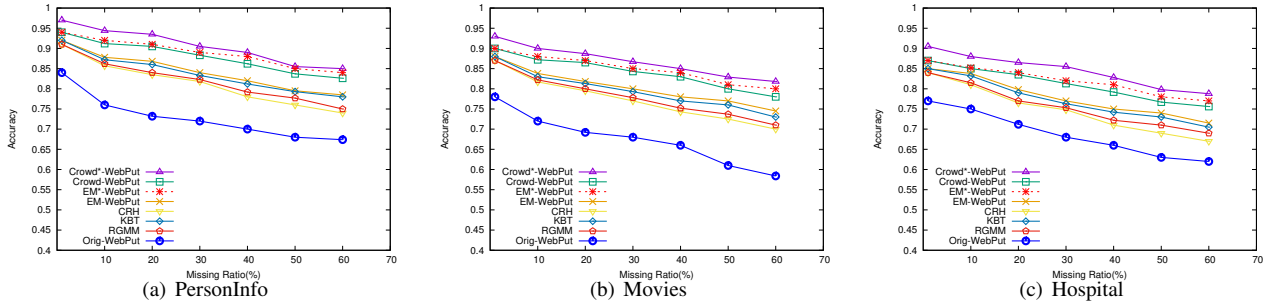 1
0.95
0.9
0.85
0.8
0.75
0.7
0.65
0.6
0.55
0.5
0.45
0.4
Accuracy
Crowd*-WebPut
Crowd-WebPut
EM*-WebPut
EM-WebPut
CRH
KBT
RGMM
Orig-WebPut
10 20 30 40 50 60 70
Missing Ratio(%)
(a) PersonInfo
1
0.95
0.9
0.85
0.8
0.75
0.7
0.65
0.6
0.55
0.5
0.45
0.4
Accuracy
Crowd*-WebPut
Crowd-WebPut
EM*-WebPut
EM-WebPut
CRH
KBT
RGMM
Orig-WebPut
10 20 30 40 50 60 70
Missing Ratio(%)
(b) Movies
1
0.95
0.9
0.85
0.8
0.75
0.7
0.65
0.6
0.55
0.5
0.45
0.4
Accuracy
Crowd*-WebPut
Crowd-WebPut
EM*-WebPut
EM-WebPut
CRH
KBT
RGMM
Orig-WebPut
10 20 30 40 50 60 70
Missing Ratio(%)
(c) Hospital